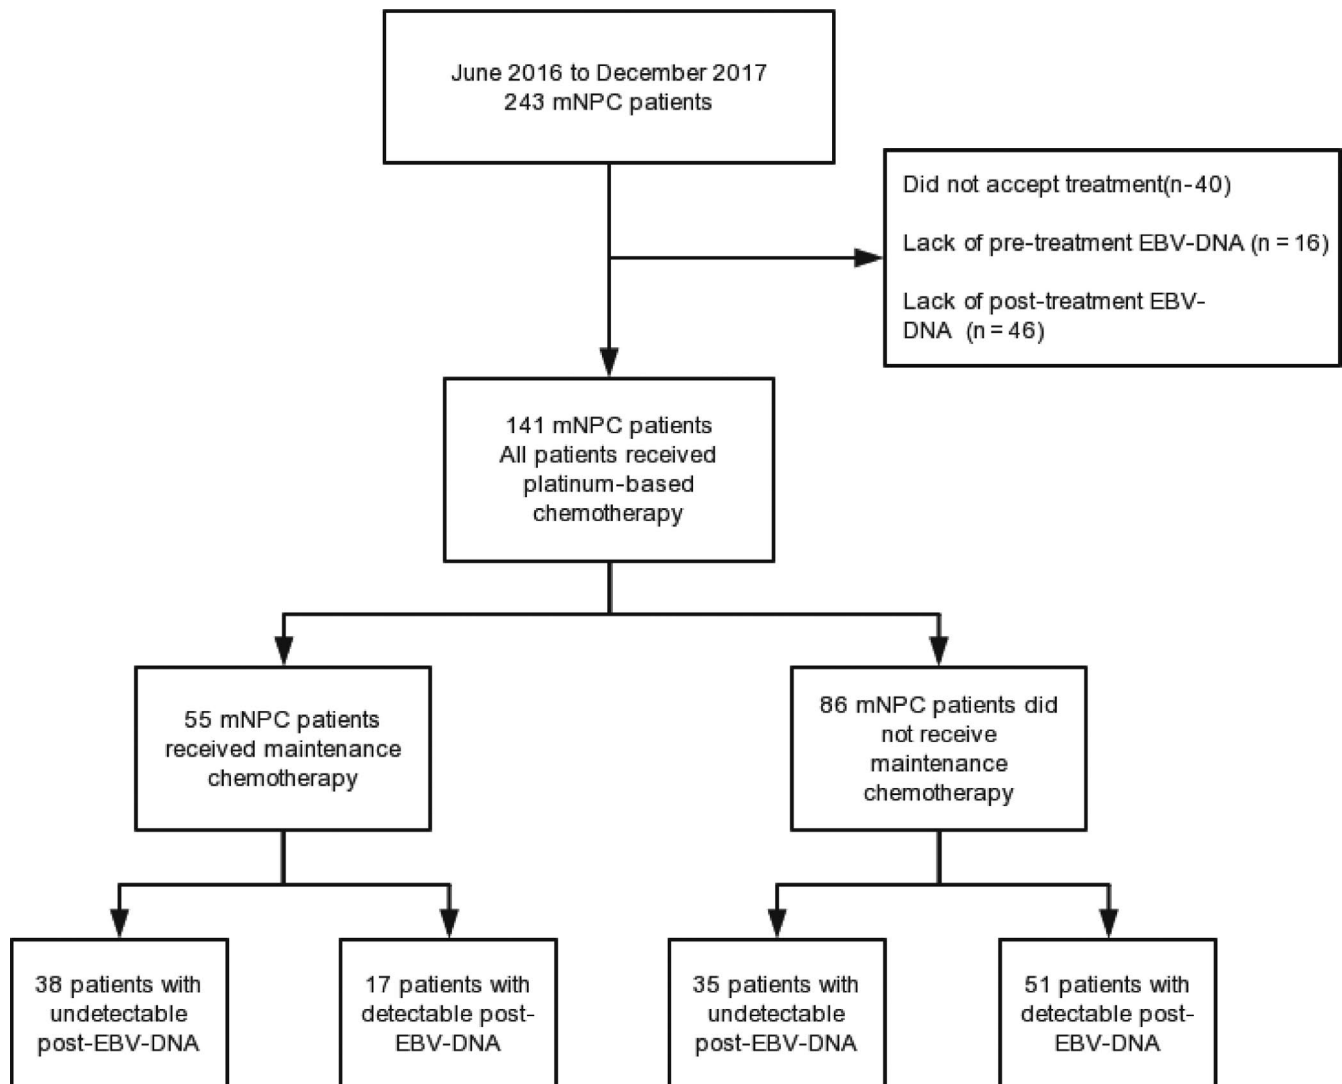 June 2016 to December 2017
243 mNPC patients
Did not accept treatment(n-40)
Lack of pre-treatment EBV-DNA (n = 16)
Lack of post-treatment EBV-
DNA (n = 46)
141 mNPC patients
All patients received
platinum-based
chemotherapy
55 mNPC patients
received maintenance
chemotherapy
86 mNPC patients did
not receive
maintenance
chemotherapy
38 patients with
undetectable
post-EBV-DNA
17 patients with
detectable post-
EBV-DNA
35 patients with
undetectable
post-EBV-DNA
51 patients with
detectable post-
EBV-DNA